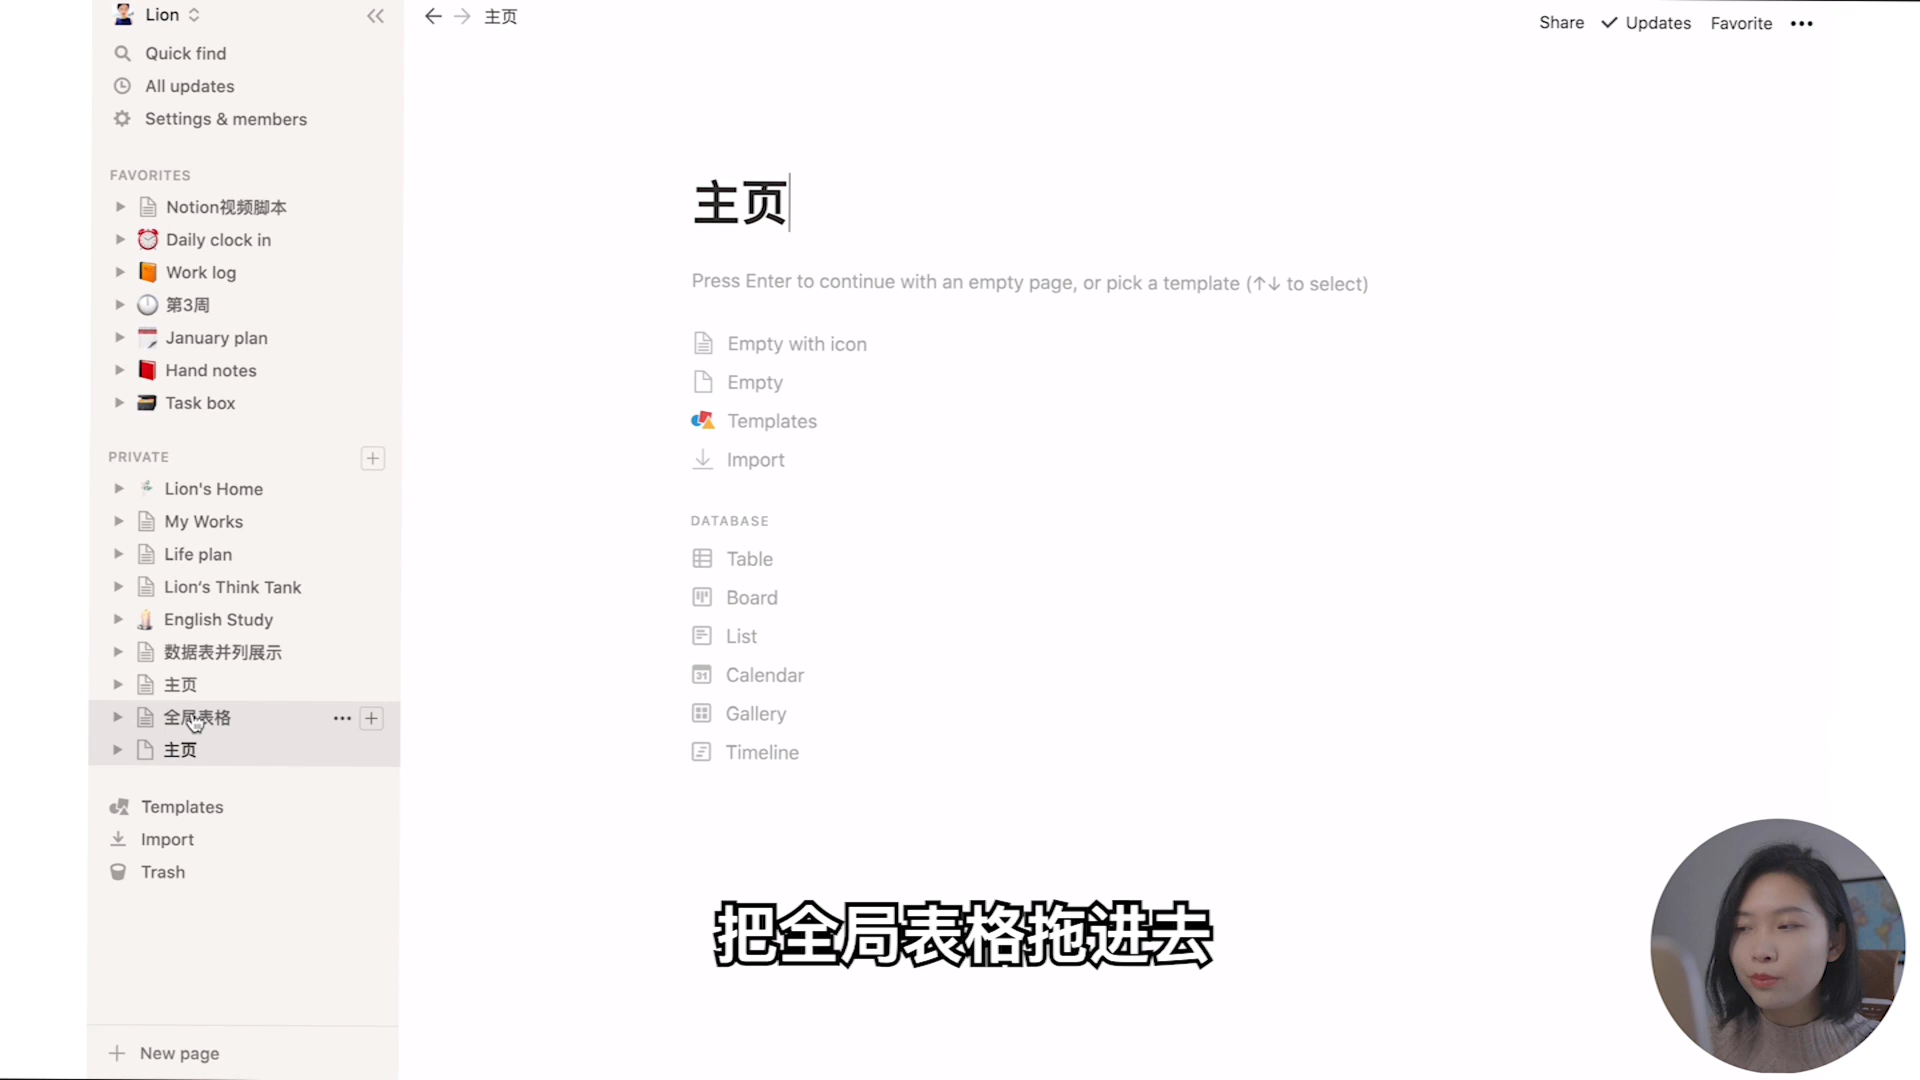 Lion
Quick find
All updates
Settings & members
FAVORITES
Notion视频脚本
Daily clock in
Work log
第3周
January plan
Hand notes
Task box
PRIVATE
Lion's Home
My Works
Life plan
Lion‘s Think Tank
English Study
数据表并列展示
主页
全局表格
主页
Templates
Import
Trash
New page
主页
Share
Updates
Favorite
主页
Press Enter to continue with an empty page, or pick a template (↑↓ to select)
Empty with icon
Empty
Templates
Import
DATABASE
Table
Board
List
31
Calendar
Gallery
Timeline
把全局表格拖进去